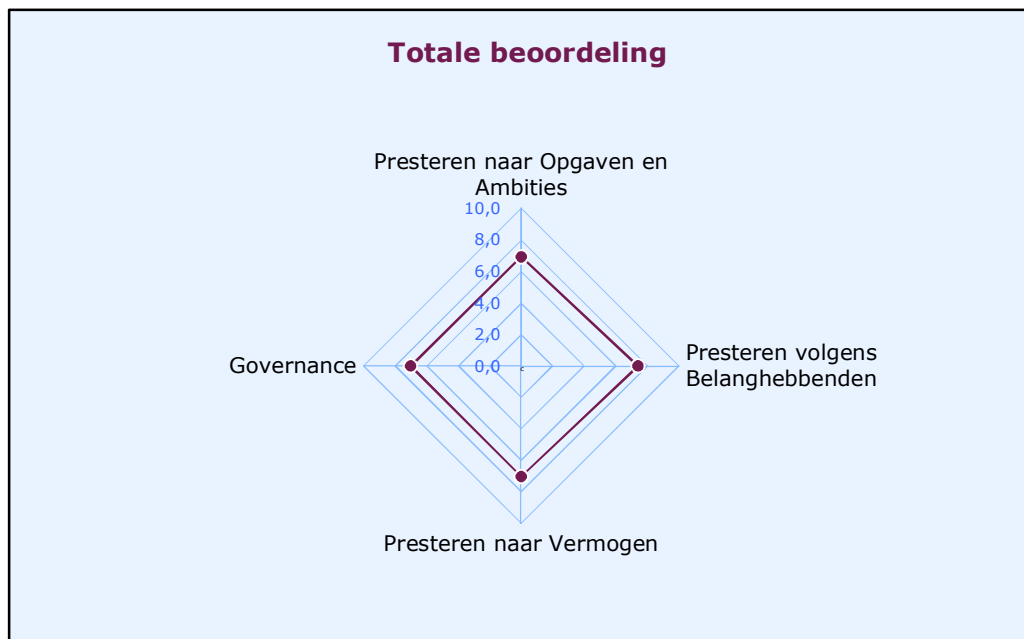 Totale beoordeling
Presteren naar Opgaven en
Ambities
10,0
8,0
6,0
4,0
2,0
0,0
Governance
Presteren volgens
Belanghebbenden
Presteren naar Vermogen